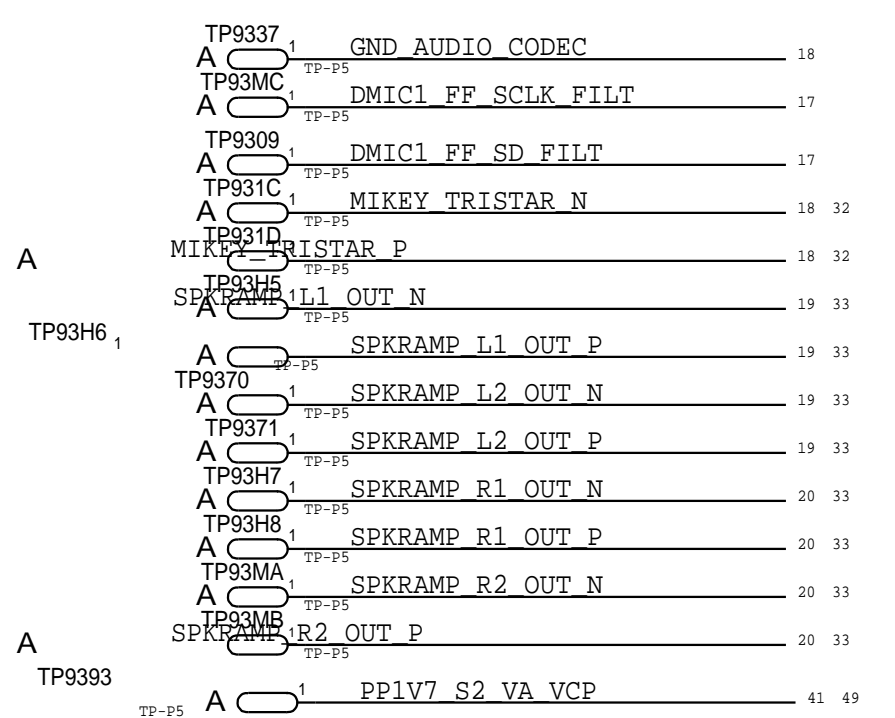 TP9337
A 1 GND_AUDIO_CODEC 18
TP-P5
TP93MC
A 1 DMIC1_FF_SCLK_FILT 17
TP-P5
TP9309
A 1 DMIC1_FF_SD_FILT 17
TP-P5
TP931C
A 1 MIKEY_TRISTAR_N 18 32
TP-P5
TP931D
A MIKEY_TRISTAR_P 18 32
TP-P5
TP93H5
A 1 SPKRAMP_L1_OUT_N 19 33
TP-P5
TP93H6 1
A SPKRAMP_L1_OUT_P 19 33
TP-P5
TP9370
A 1 SPKRAMP_L2_OUT_N 19 33
TP-P5
TP9371
A 1 SPKRAMP_L2_OUT_P 19 33
TP-P5
TP93H7
A 1 SPKRAMP_R1_OUT_N 20 33
TP-P5
TP93H8
A 1 SPKRAMP_R1_OUT_P 20 33
TP-P5
TP93MA
A 1 SPKRAMP_R2_OUT_N 20 33
TP-P5
TP93MB
A 1 SPKRAMP_R2_OUT_P 20 33
TP-P5
TP9393
A 1 PP1V7_S2_VA_VCP 41 49
TP-P5